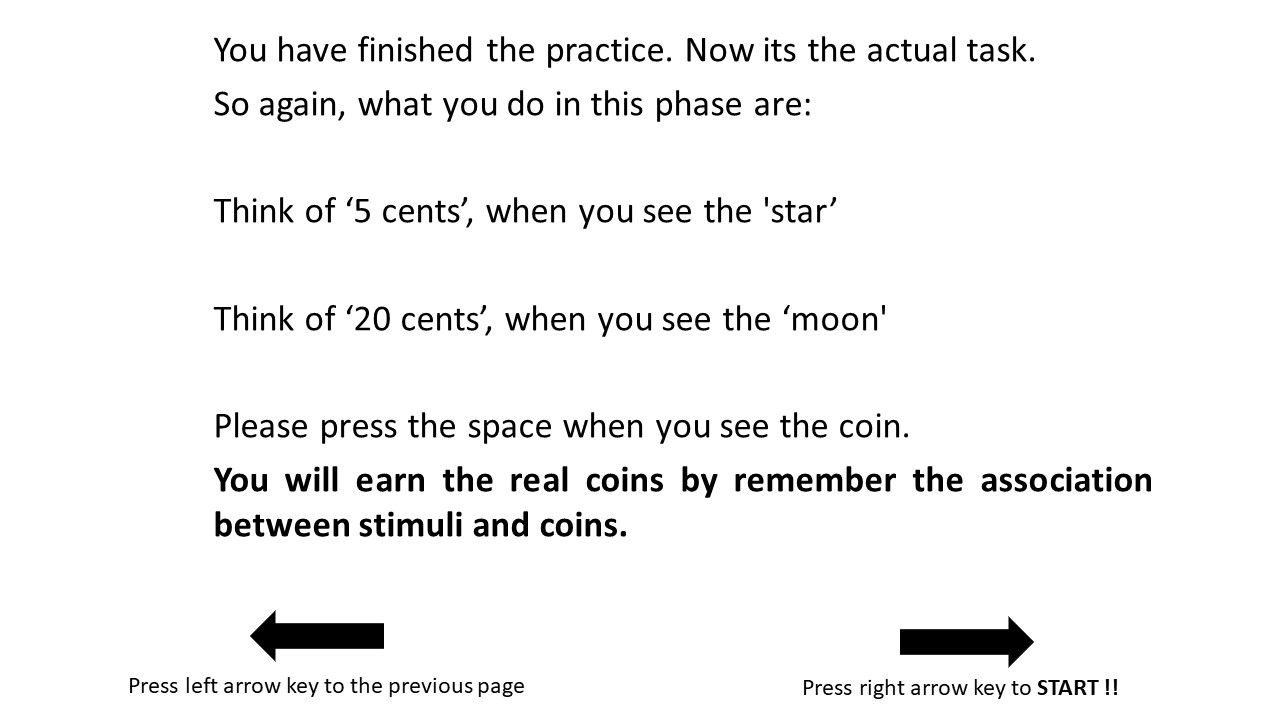 You have finished the practice. Now its the actual task.
So again, what you do in this phase are:
Think of ‘5 cents’, when you see the 'star’
Think of ‘20 cents’, when you see the ‘moon'
Please press the space when you see the coin.
You will earn the real coins by remember the association
between stimuli and coins.
Press left arrow key to the previous page
Press right arrow key to START !!